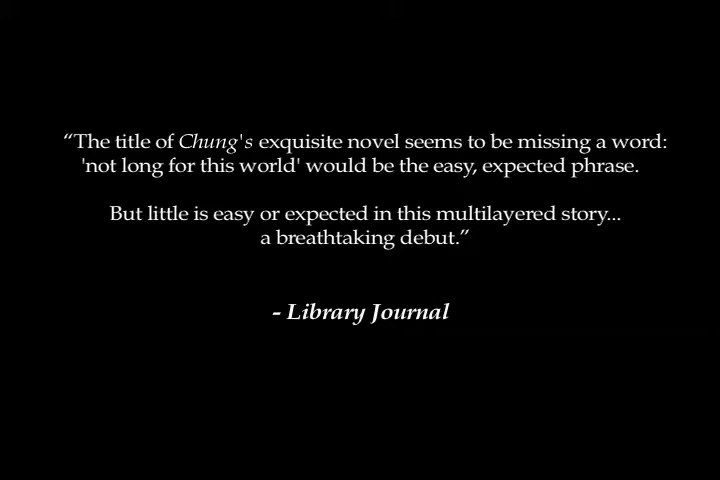 “The title of Chung's exquisite novel seems to be missing a word:
'not long for this world' would be the easy, expected phrase.
But little is easy or expected in this multilayered story...
a breathtaking debut.”
- Library Journal